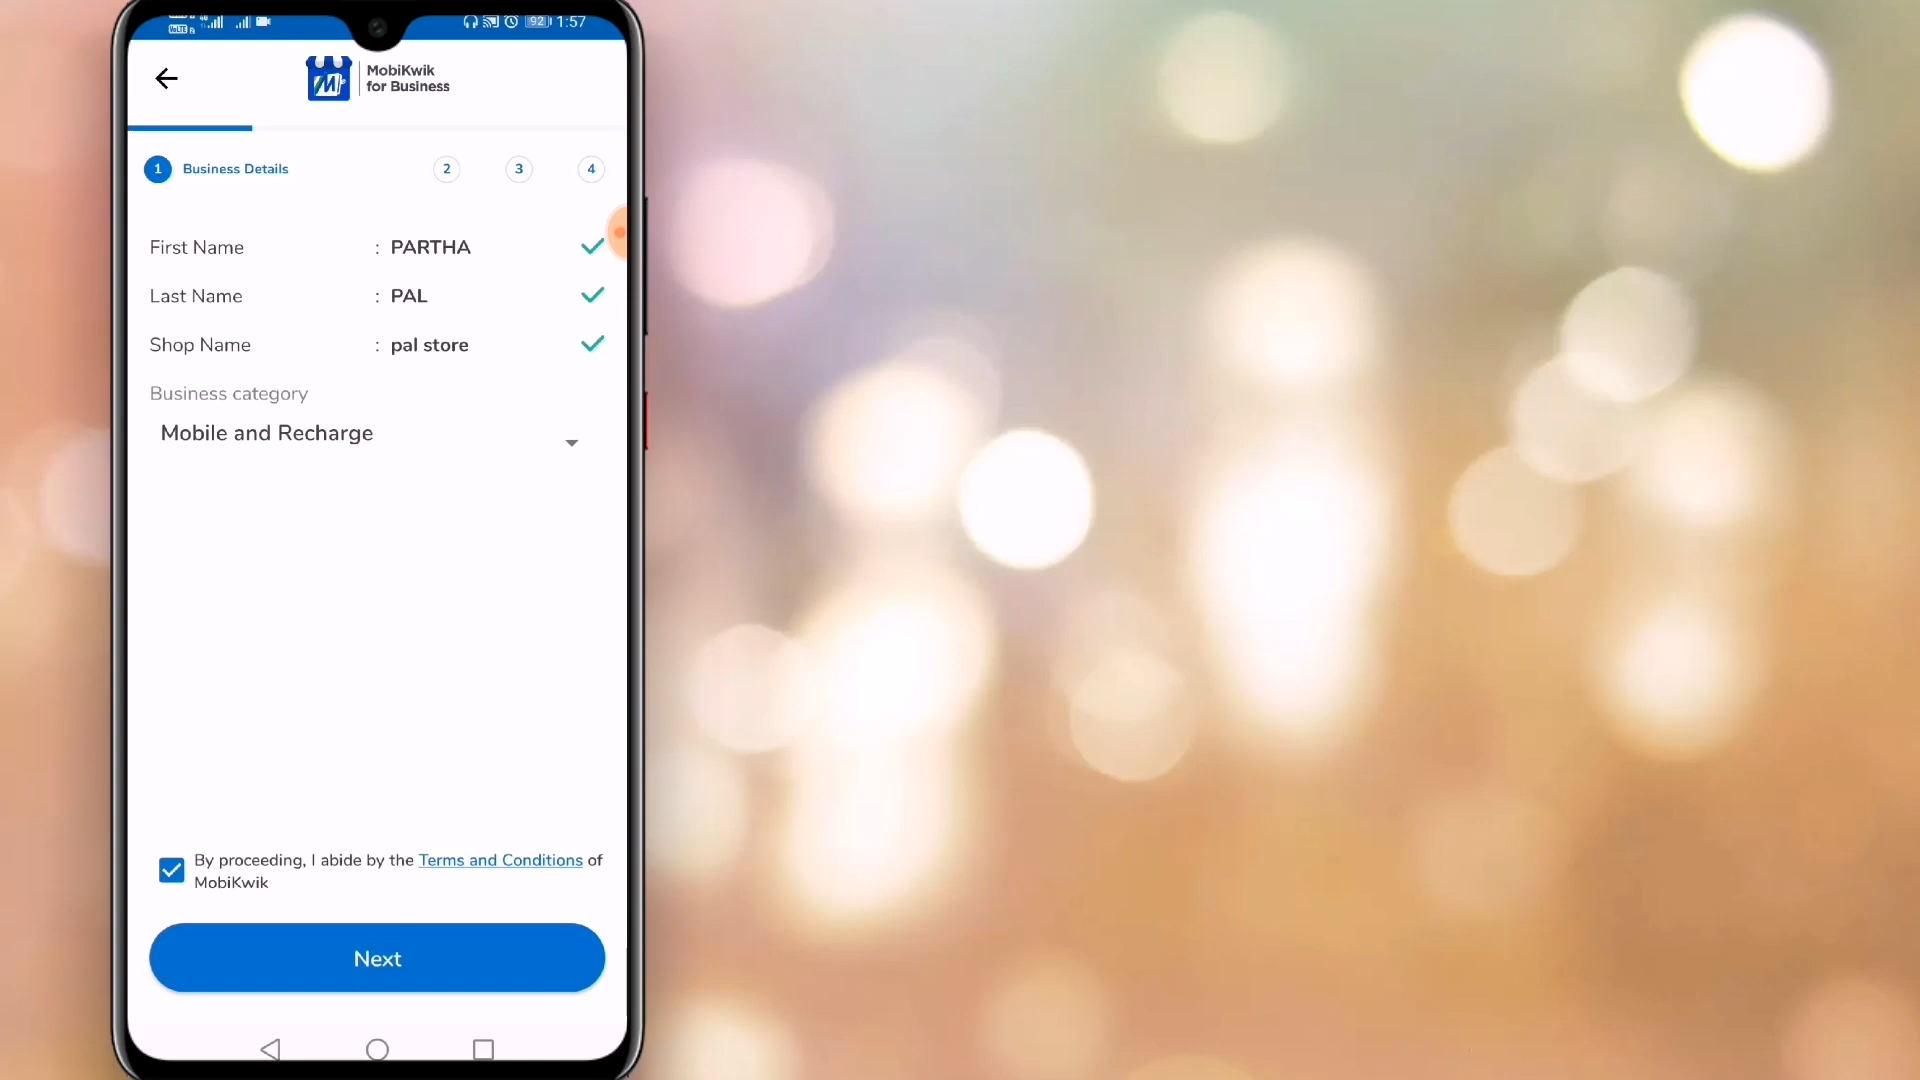 92 1:57
MobiKwik
for Business
1 Business Details 2 3 4
First Name : PARTHA
Last Name : PAL
Shop Name : pal store
Business category
Mobile and Recharge
By proceeding, I abide by the Terms and Conditions of
MobiKwik
Next